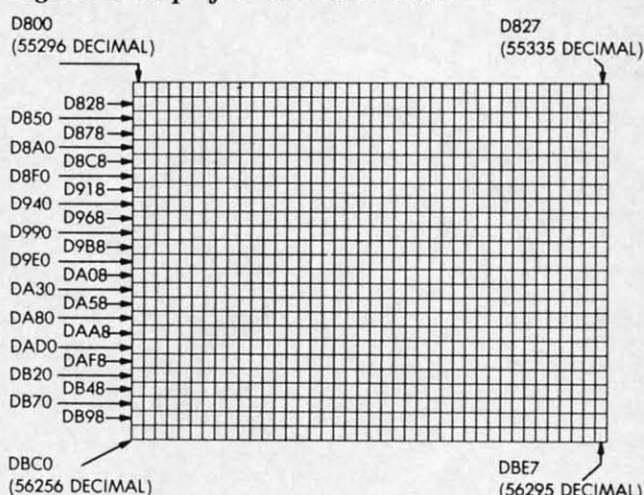 D800
(55296 DECIMAL)
D827
(55335 DECIMAL)
D828
D850
D878
D8A0
D8C8
D8F0
D918
D940
D968
D990
D9B8
D9E0
DA08
DA30
DA58
DA80
DAA8
DAD0
DAF8
DB20
DB48
DB70
DB98
DBC0
(56256 DECIMAL)
DBE7
(56295 DECIMAL)